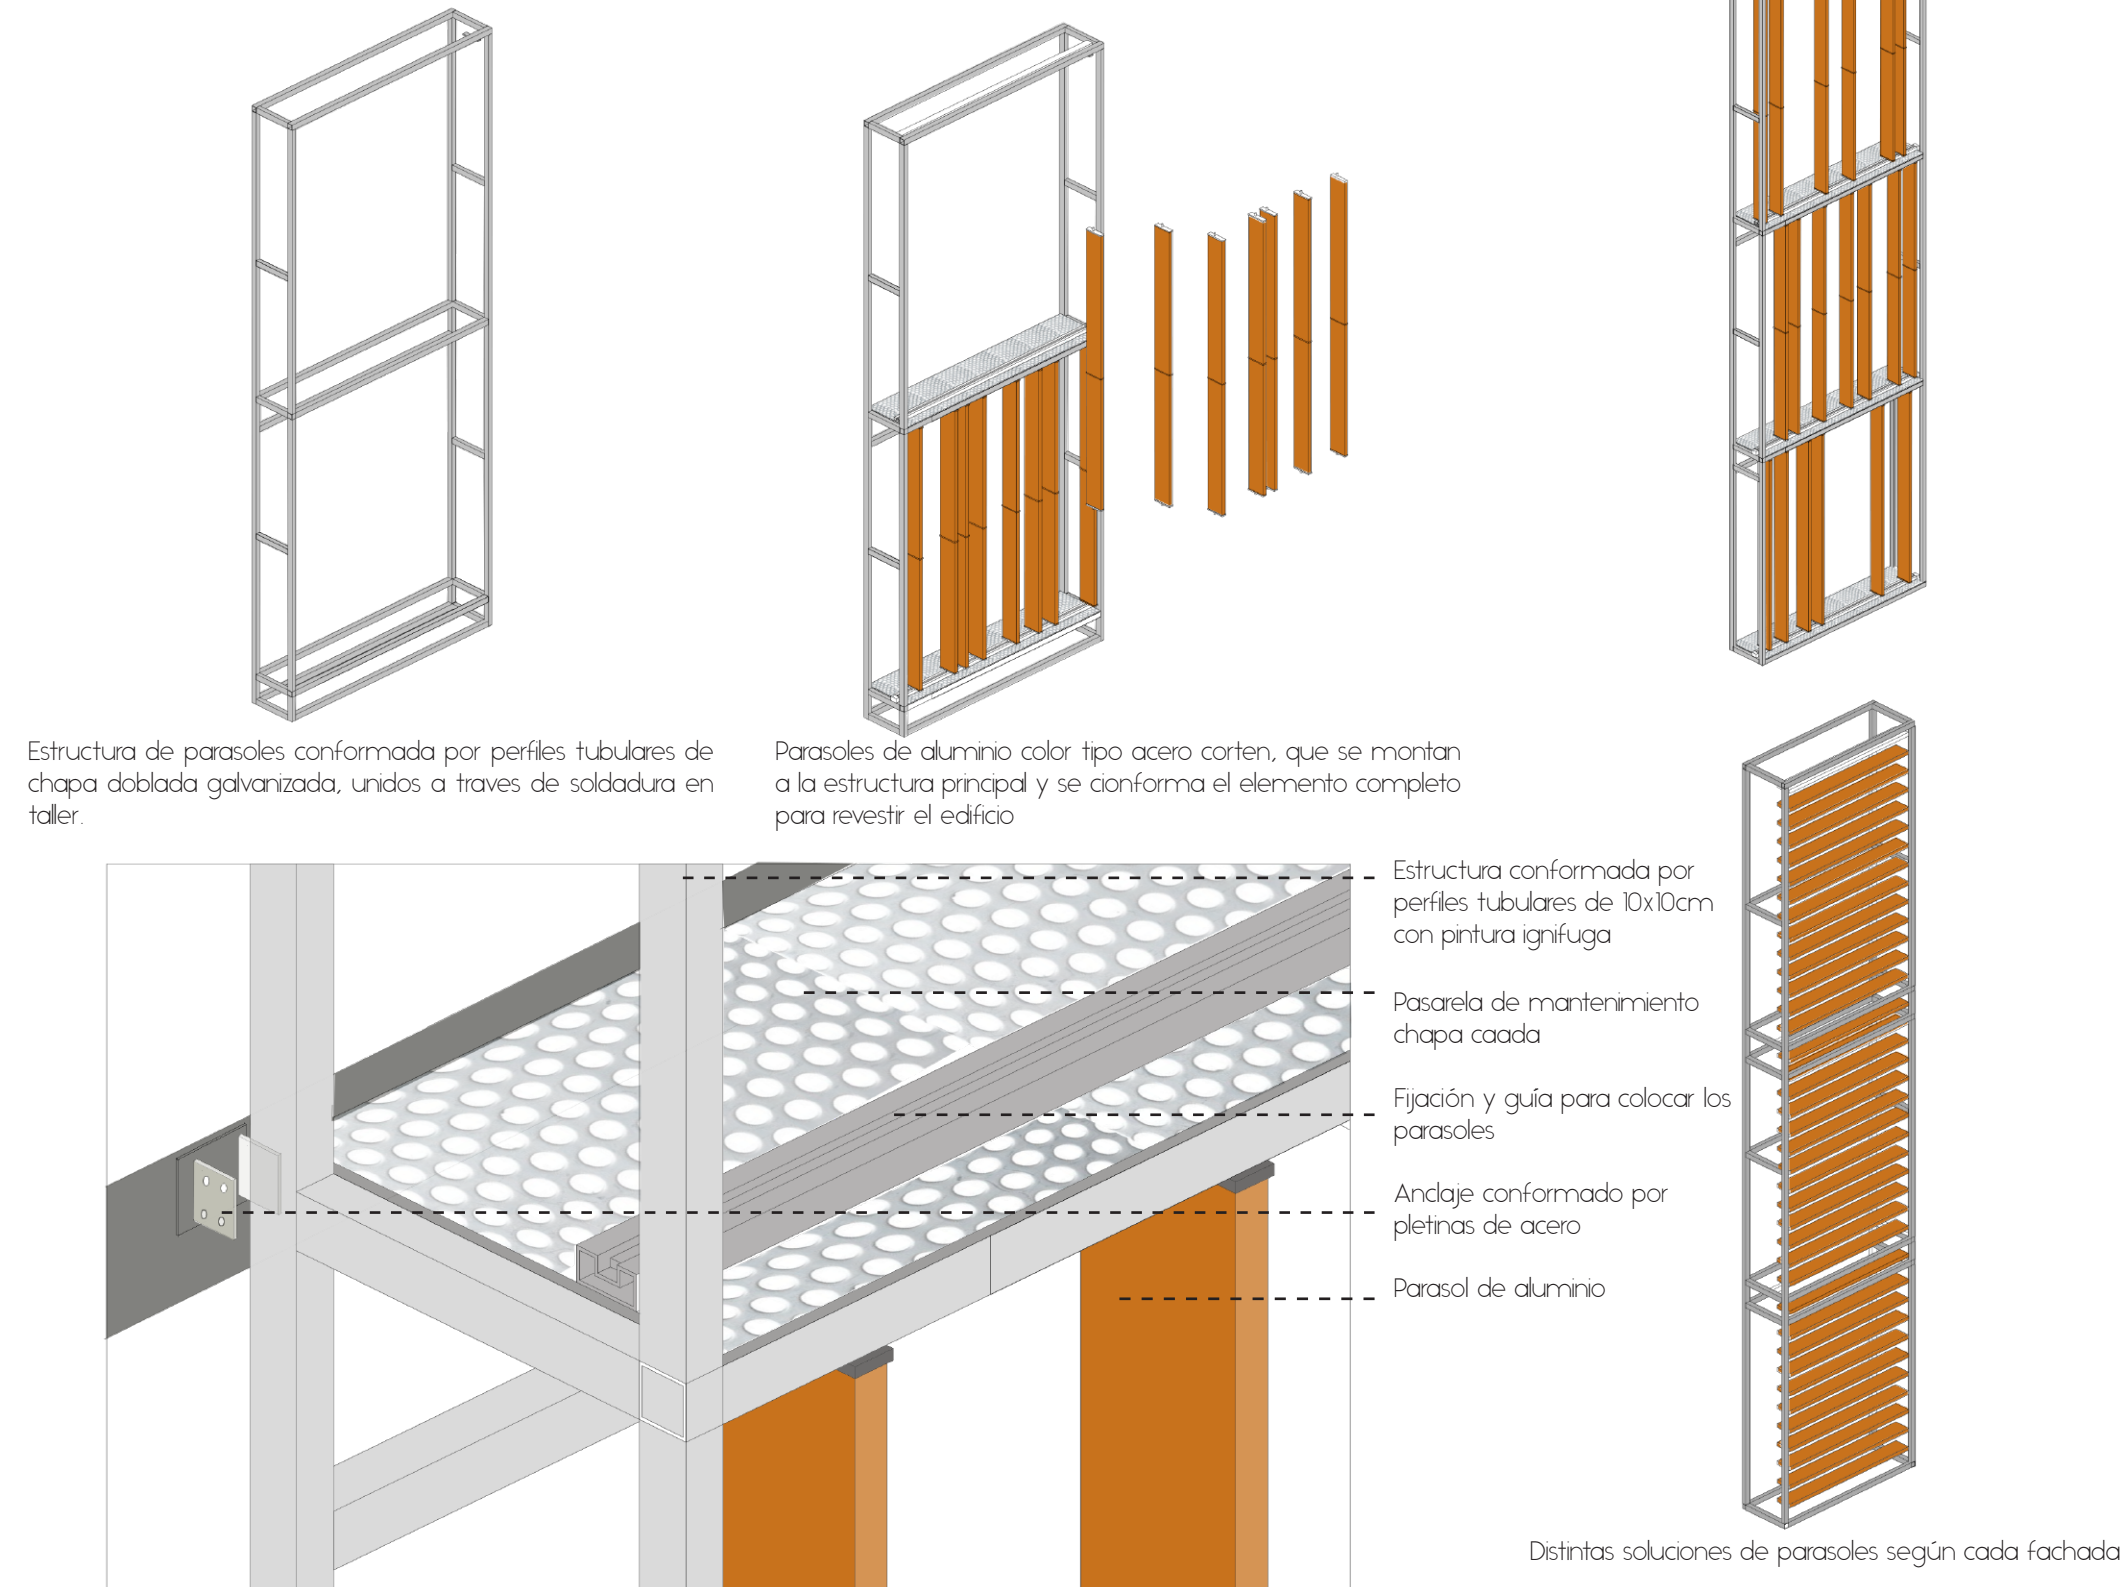 Estructura de parasoles conformada por perfiles tubulares de
chapa doblada galvanizada, unidos a traves de soldadura en
taller.
Parasoles de aluminio color tipo acero corten, que se montan
a la estructura principal y se cionforma el elemento completo
para revestir el edificio
Estructura conformada por
perfiles tubulares de 10x10cm
con pintura ignifuga
Pasarela de mantenimiento
chapa caada
Fijación y guía para colocar los
parasoles
Anclaje conformado por
pletinas de acero
Parasol de aluminio
Distintas soluciones de parasoles según cada fachada